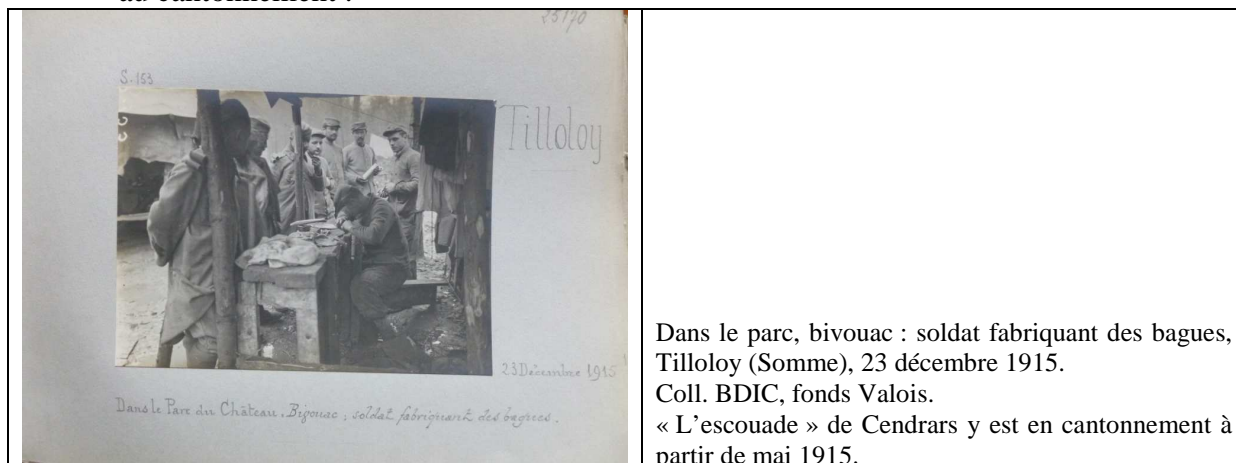 au cantonnement :
25170
S-153
Tilloloy
23 Décembre 1915
Dans le Parc du Château. Bigouac ; soldat fabriquant des bagues.
Dans le parc, bivouac : soldat fabriquant des bagues,
Tilloloy (Somme), 23 décembre 1915.
Coll. BDIC, fonds Valois.
« L’escouade » de Cendrars y est en cantonnement à
partir de mai 1915.